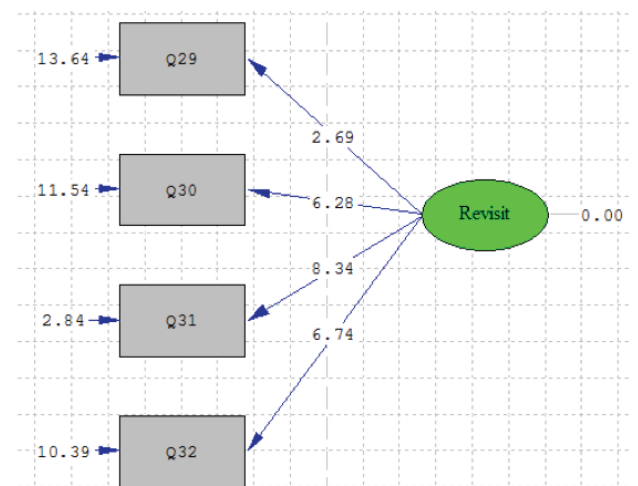 13.64 Q29
2.69
11.54 Q30
6.28
Revisit 0.00
8.34
2.84 Q31
6.74
10.39 Q32